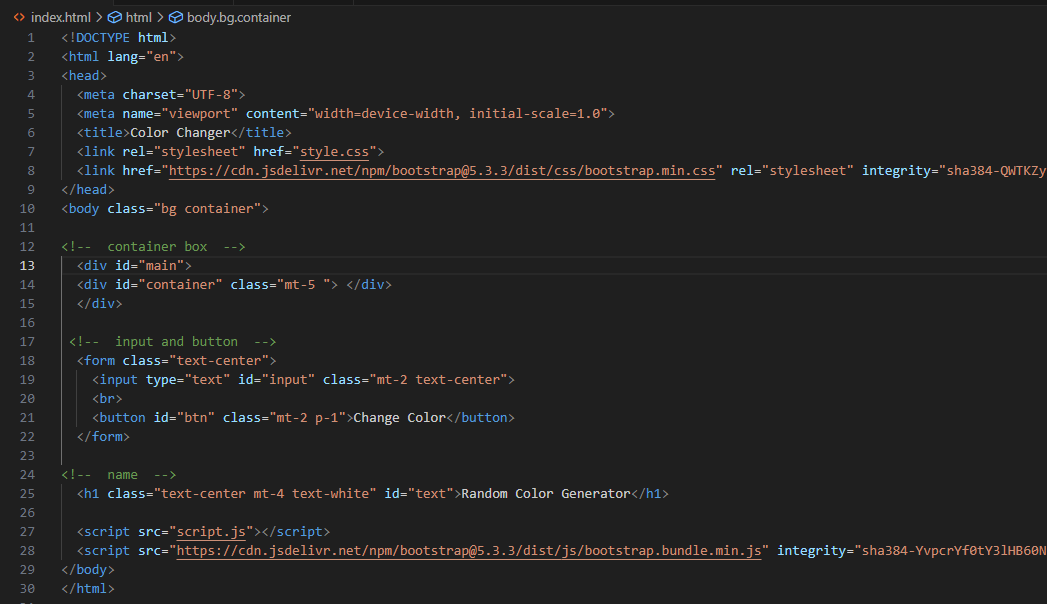 index.html > html > body.bg.container
1 <!DOCTYPE html>
2 <html lang="en">
3 <head>
4 <meta charset="UTF-8">
5 <meta name="viewport" content="width=device-width, initial-scale=1.0">
6 <title>Color Changer</title>
7 <link rel="stylesheet" href="style.css">
8 <link href="https://cdn.jsdelivr.net/npm/bootstrap@5.3.3/dist/css/bootstrap.min.css" rel="stylesheet" integrity="sha384-QWTKZy
9 </head>
10 <body class="bg container">
11
12 <!--  container box  -->
13 <div id="main">
14 <div id="container" class="mt-5 "> </div>
15 </div>
16
17 <!--  input and button  -->
18 <form class="text-center">
19 <input type="text" id="input" class="mt-2 text-center">
20 <br>
21 <button id="btn" class="mt-2 p-1">Change Color</button>
22 </form>
23
24 <!--  name  -->
25 <h1 class="text-center mt-4 text-white" id="text">Random Color Generator</h1>
26
27 <script src="script.js"></script>
28 <script src="https://cdn.jsdelivr.net/npm/bootstrap@5.3.3/dist/js/bootstrap.bundle.min.js" integrity="sha384-YvpcrYf0tY3lHB60N
29 </body>
30 </html>